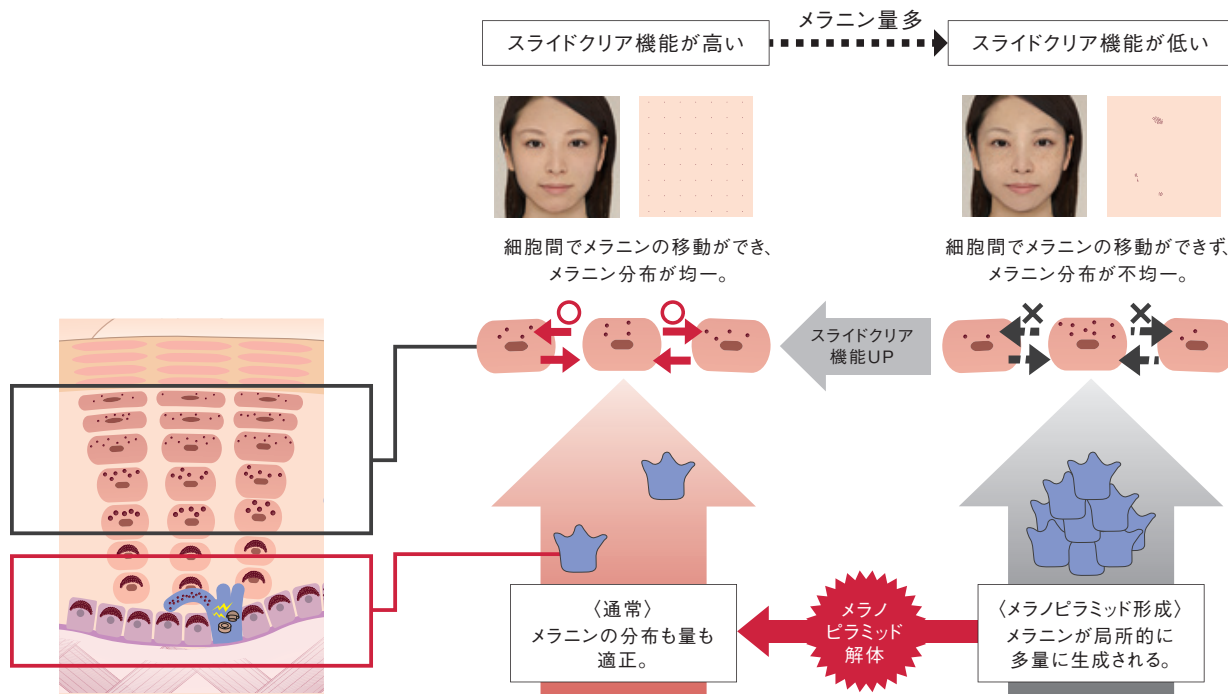 メラニン量多
スライドクリア機能が高い
スライドクリア機能が低い
細胞間でメラニンの移動ができ、
メラニン分布が均一。
細胞間でメラニンの移動ができず、
メラニン分布が不均一。
スライドクリア
機能UP
〈通常〉
メラニンの分布も量も
適正。
メラノ
ピラミッド
解体
〈メラノピラミッド形成〉
メラニンが局所的に
多量に生成される。